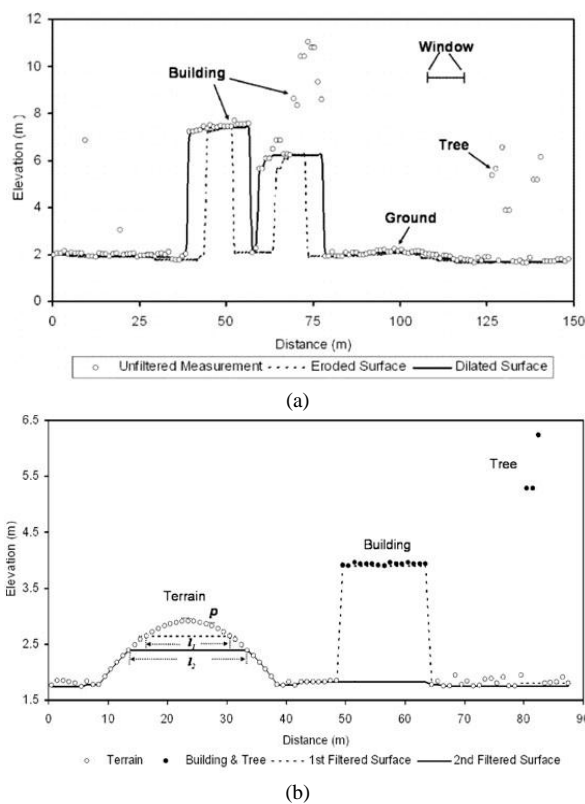 12
10
8
6
4
2
0
Elevation (m )
Window
Building
Tree
Ground
0 25 50 75 100 125 150
Distance (m)
Unfiltered Measurement Eroded Surface Dilated Surface
(a)
6.5
5.5
4.5
3.5
2.5
1.5
Elevation (m)
Tree
Building
Terrain
p
l₁
l₂
0 10 20 30 40 50 60 70 80 90
Distance (m)
Terrain Building & Tree 1st Filtered Surface 2nd Filtered Surface
(b)